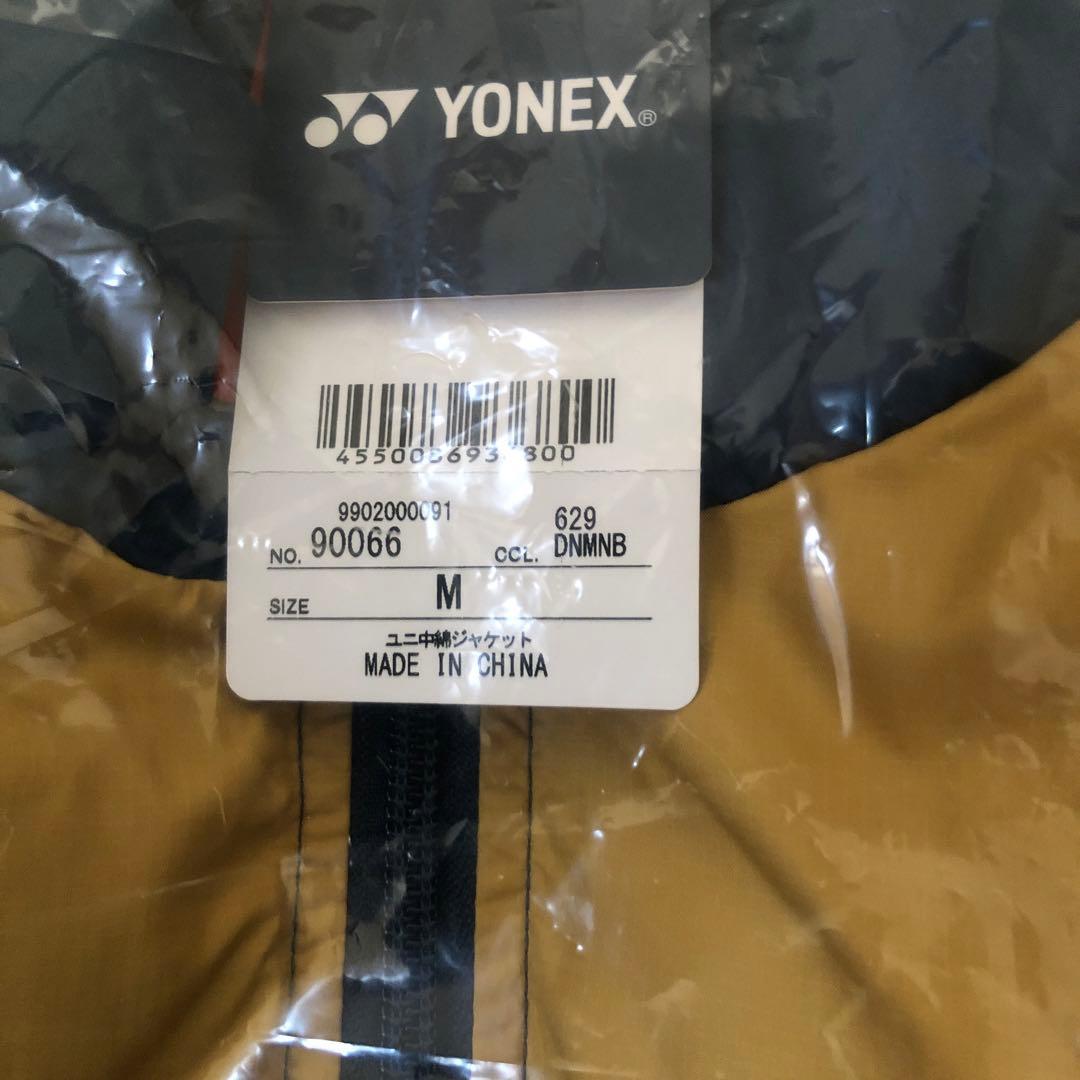 YONEX®
9902000091
629
NO. 90066 COL. DNMNB
SIZE M
ユニ中綿ジャケット
MADE IN CHINA